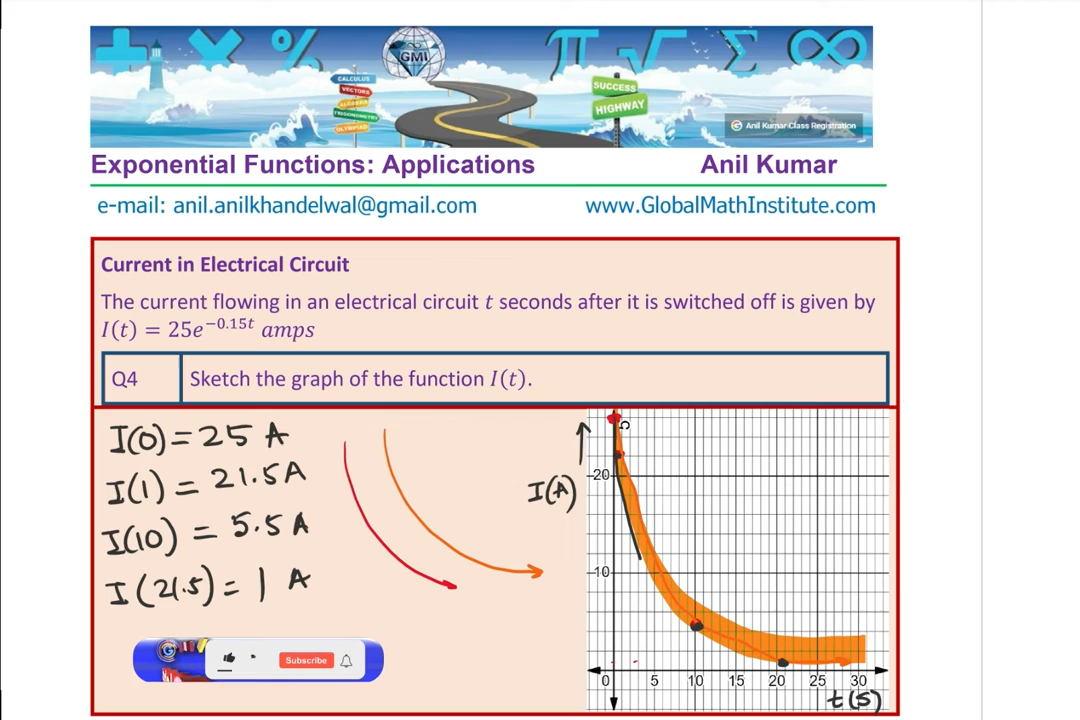 GMI
CALCULUS
VECTORS
ALGEBRA
TRIGONOMETRY
OLYMPIAD
SUCCESS
HIGHWAY
G Anil Kumar Class Registration
Exponential Functions: Applications Anil Kumar
e-mail: anil.anilkhandelwal@gmail.com www.GlobalMathInstitute.com
Current in Electrical Circuit
The current flowing in an electrical circuit t seconds after it is switched off is given by
I(t) = 25e^{-0.15t} amps
Q4 Sketch the graph of the function I(t).
I(0) = 25 A
I(1) = 21.5 A
I(10) = 5.5 A
I(21.5) = 1 A
I(A)
5
20
10
0 5 10 15 20 25 30
t(s)
Subscribe